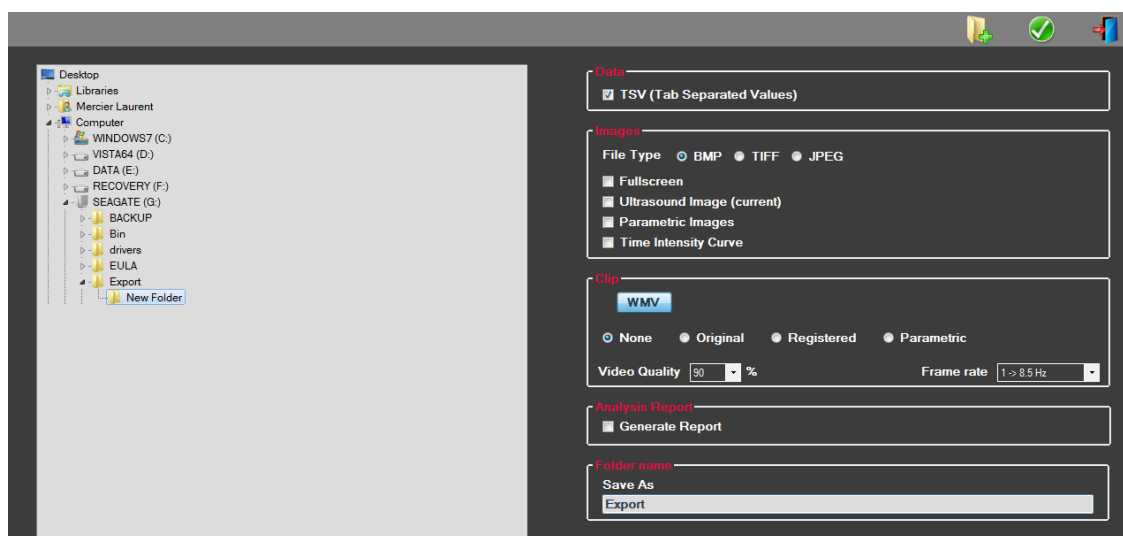 Desktop
Libraries
Mercier Laurent
Computer
WINDOWS7 (C:)
VISTA64 (D:)
DATA (E:)
RECOVERY (F:)
SEAGATE (G:)
BACKUP
Bin
drivers
EULA
Export
New Folder
Data
TSV (Tab Separated Values)
Images
File Type BMP TIFF JPEG
Fullscreen
Ultrasound Image (current)
Parametric Images
Time Intensity Curve
Clip
WMV
None Original Registered Parametric
Video Quality 90 % Frame rate 1 -> 8.5 Hz
Analysis Report
Generate Report
Folder name
Save As
Export